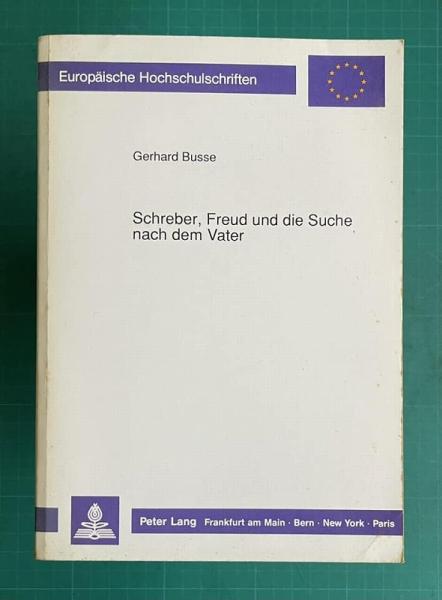 Europäische Hochschulschriften
Gerhard Busse
Schreber, Freud und die Suche
nach dem Vater
Peter Lang Frankfurt am Main · Bern · New York · Paris